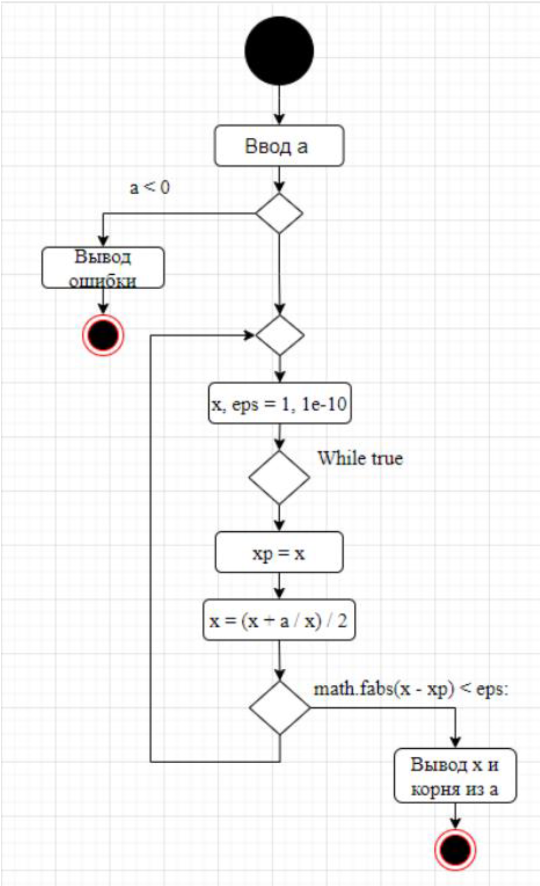 Ввод a
a < 0
Вывод
ошибки
x, eps = 1, 1e-10
While true
xp = x
x = (x + a / x) / 2
math.fabs(x - xp) < eps:
Вывод x и
корня из a